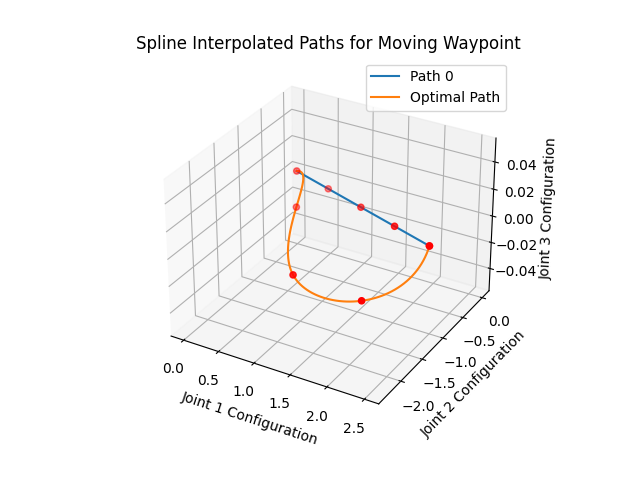 Spline Interpolated Paths for Moving Waypoint
Path 0
Optimal Path
0.04
0.02
0.00
−0.02
−0.04
Joint 3 Configuration
0.0
−0.5
−1.0
−1.5
−2.0
Joint 2 Configuration
0.0
0.5
1.0
1.5
2.0
2.5
Joint 1 Configuration